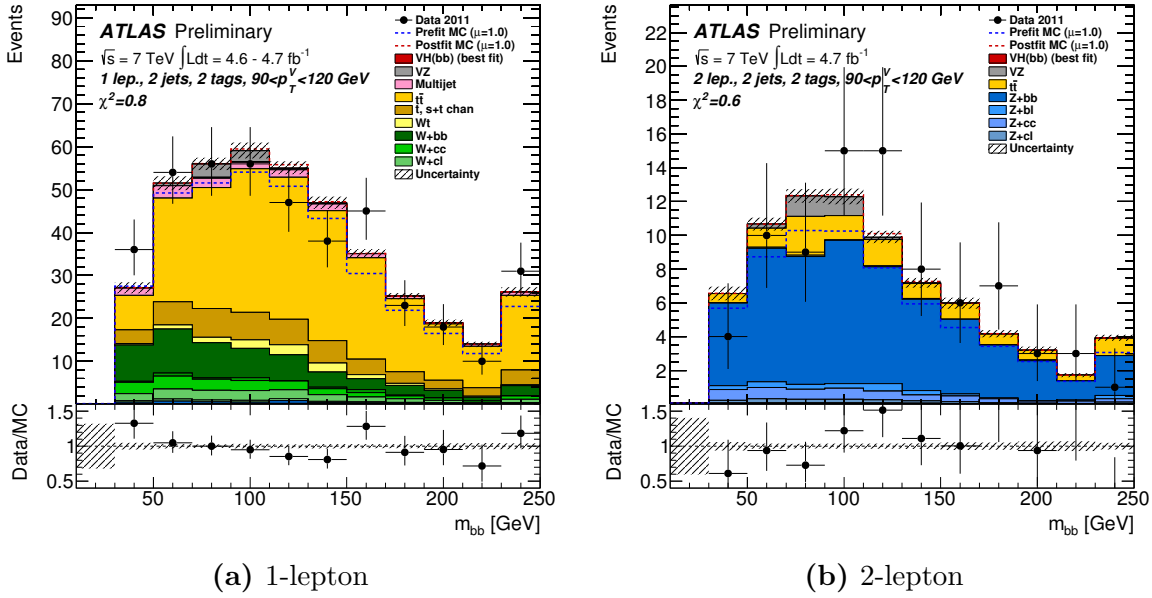 Events
90
80
70
60
50
40
30
20
10
ATLAS Preliminary
√s = 7 TeV ∫Ldt = 4.6 - 4.7 fb⁻¹
1 lep., 2 jets, 2 tags, 90<p_T^V<120 GeV
χ²=0.8
Data 2011
Prefit MC (μ=1.0)
Postfit MC (μ=1.0)
VH(bb) (best fit)
VZ
Multijet
tt̄
t, s+t chan
Wt
W+bb
W+cc
W+cl
Uncertainty
Data/MC
1.5
1
0.5
50 100 150 200 250
m_bb [GeV]
(a) 1-lepton
Events
22
20
18
16
14
12
10
8
6
4
2
ATLAS Preliminary
√s = 7 TeV ∫Ldt = 4.7 fb⁻¹
2 lep., 2 jets, 2 tags, 90<p_T^V<120 GeV
χ²=0.6
Data 2011
Prefit MC (μ=1.0)
Postfit MC (μ=1.0)
VH(bb) (best fit)
VZ
tt̄
Z+bb
Z+bl
Z+cc
Z+cl
Uncertainty
Data/MC
1.5
1
0.5
50 100 150 200 250
m_bb [GeV]
(b) 2-lepton